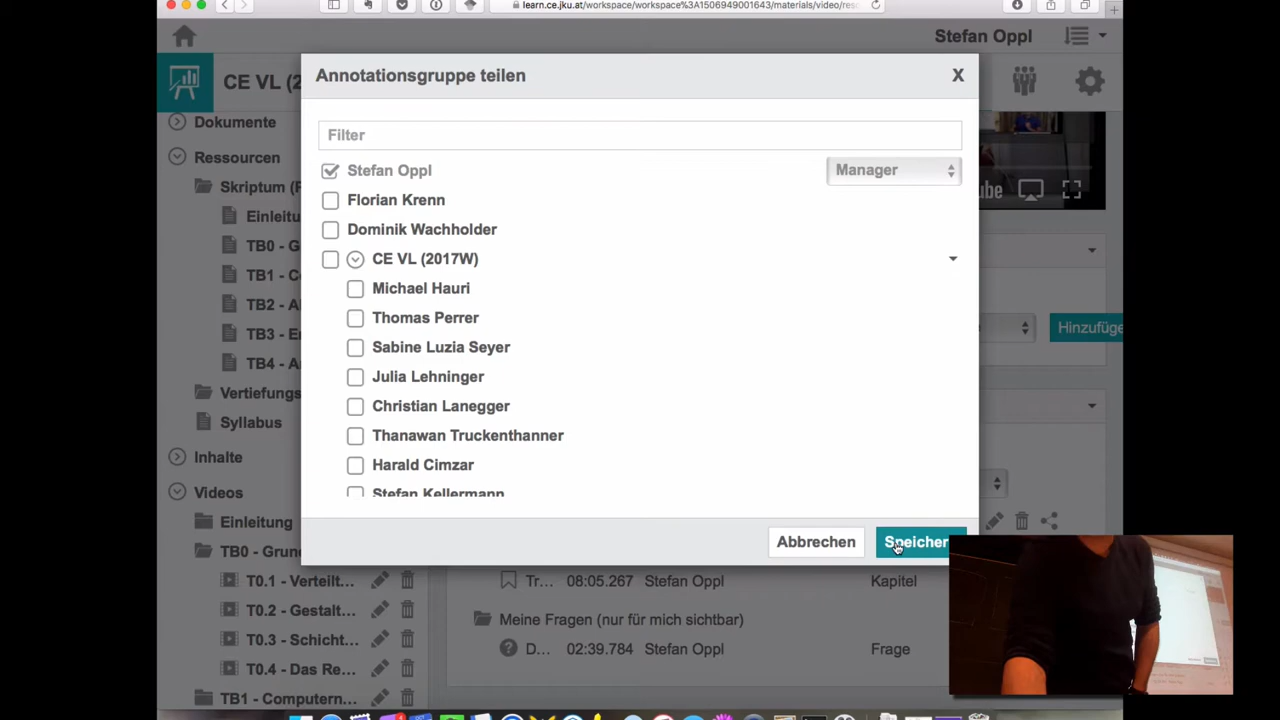 learn.ce.jku.at/workspace/workspace%3A1506949001643/materials/video/reso
Stefan Oppl
CE VL (2
Annotationsgruppe teilen
X
Filter
Stefan Oppl
Manager
Florian Krenn
Dominik Wachholder
CE VL (2017W)
Michael Hauri
Thomas Perrer
Sabine Luzia Seyer
Julia Lehninger
Christian Lanegger
Thanawan Truckenthanner
Harald Cimzar
Stefan Kellermann
Abbrechen
Speicher
Dokumente
Ressourcen
Skriptum (F
Einleitu
TB0 - G
TB1 - C
TB2 - Al
TB3 - E
TB4 - A
Vertiefungs
Syllabus
Inhalte
Videos
Einleitung
TB0 - Grund
T0.1 - Verteilt...
T0.2 - Gestalt...
T0.3 - Schicht...
T0.4 - Das Re...
TB1 - Computern...
ube
Hinzufüge
Tr... 08:05.267 Stefan Oppl Kapitel
Meine Fragen (nur für mich sichtbar)
D... 02:39.784 Stefan Oppl Frage